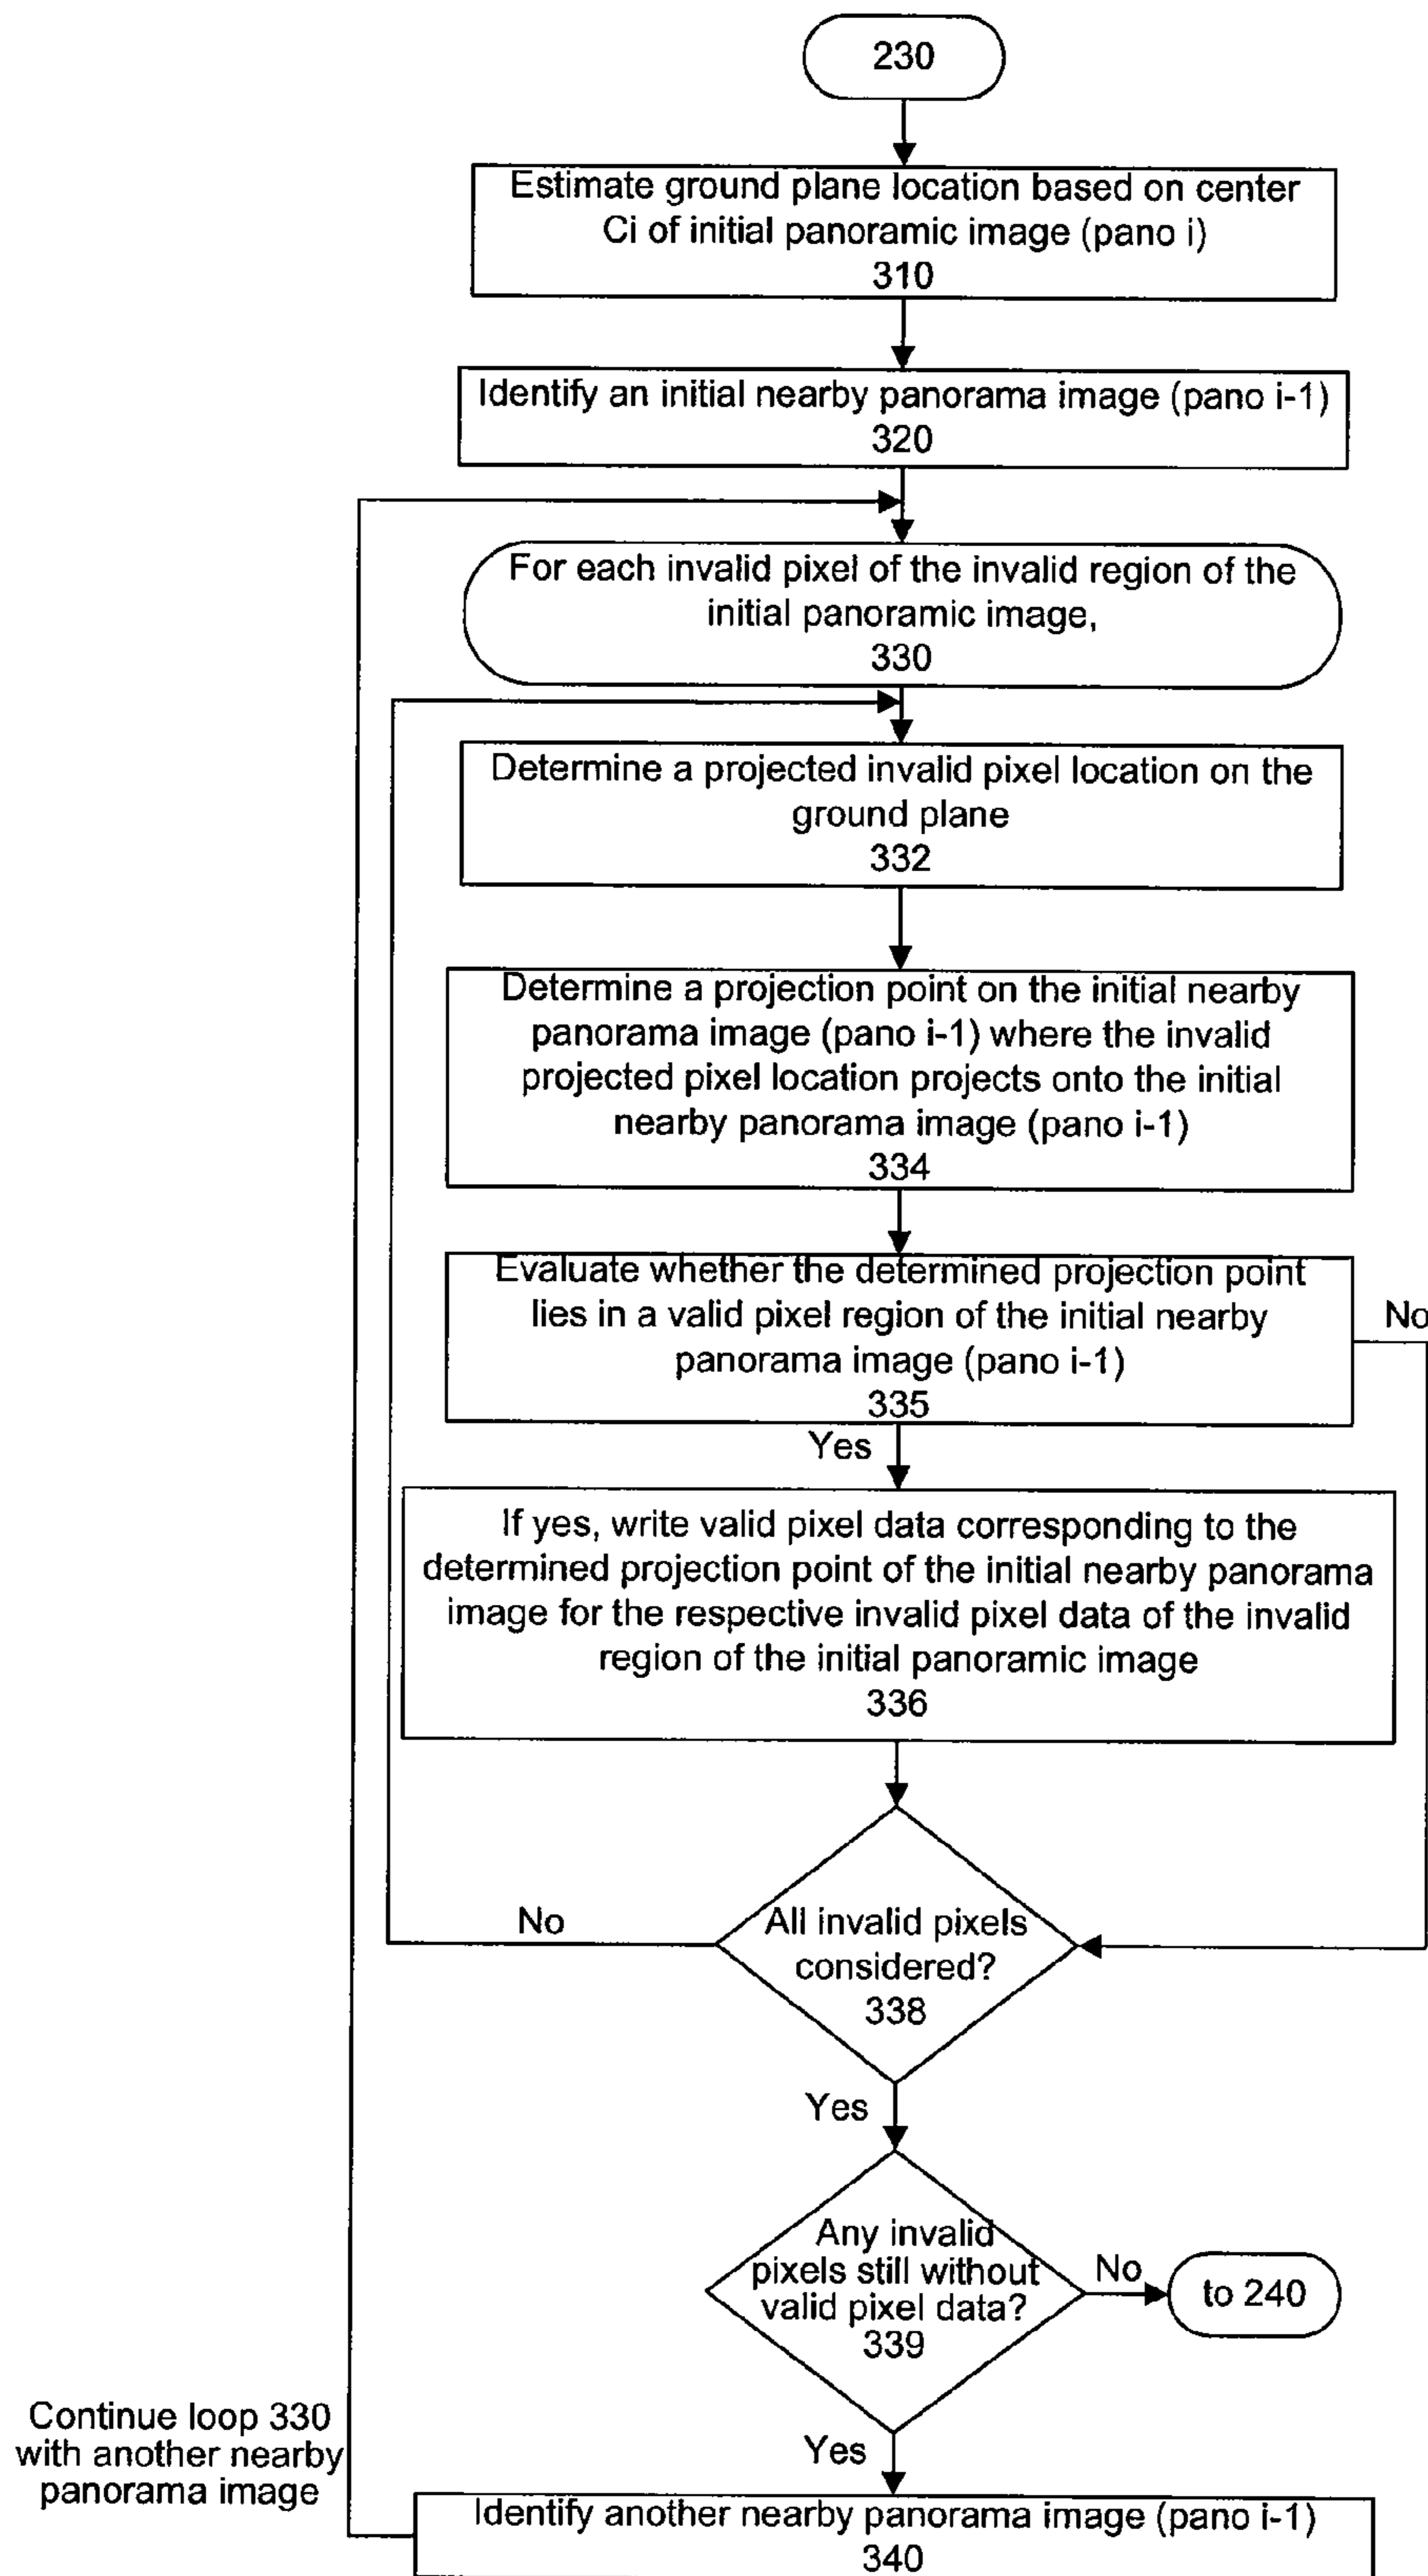 230
Estimate ground plane location based on center
Ci of initial panoramic image (pano i)
310
Identify an initial nearby panorama image (pano i-1)
320
For each invalid pixel of the invalid region of the
initial panoramic image,
330
Determine a projected invalid pixel location on the
ground plane
332
Determine a projection point on the initial nearby
panorama image (pano i-1) where the invalid
projected pixel location projects onto the initial
nearby panorama image (pano i-1)
334
Evaluate whether the determined projection point
lies in a valid pixel region of the initial nearby
panorama image (pano i-1)
335
No
Yes
If yes, write valid pixel data corresponding to the
determined projection point of the initial nearby panorama
image for the respective invalid pixel data of the invalid
region of the initial panoramic image
336
No
All invalid pixels
considered?
338
Yes
Any invalid
pixels still without
valid pixel data?
339
No
to 240
Continue loop 330
with another nearby
panorama image
Yes
Identify another nearby panorama image (pano i-1)
340